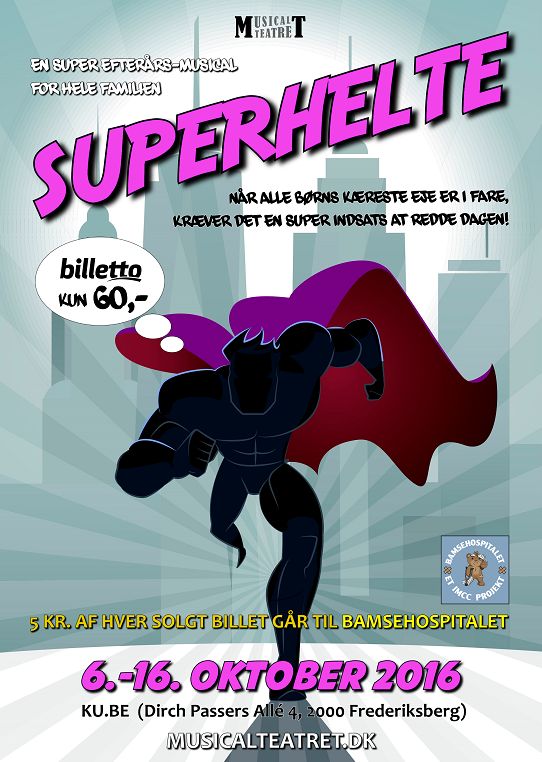 MUSICAL
TEATRET
EN SUPER EFTERÅRS-MUSICAL
FOR HELE FAMILIEN
SUPERHELTE
NÅR ALLE BØRNS KÆRESTE EJE ER I FARE,
KRÆVER DET EN SUPER INDSATS AT REDDE DAGEN!
billetto
KUN 60,-
BAMSEHOSPITALET
ET IMCC PROJEKT
5 KR. AF HVER SOLGT BILLET GÅR TIL BAMSEHOSPITALET
6.-16. OKTOBER 2016
KU.BE (Dirch Passers Allé 4, 2000 Frederiksberg)
MUSICALTEATRET.DK